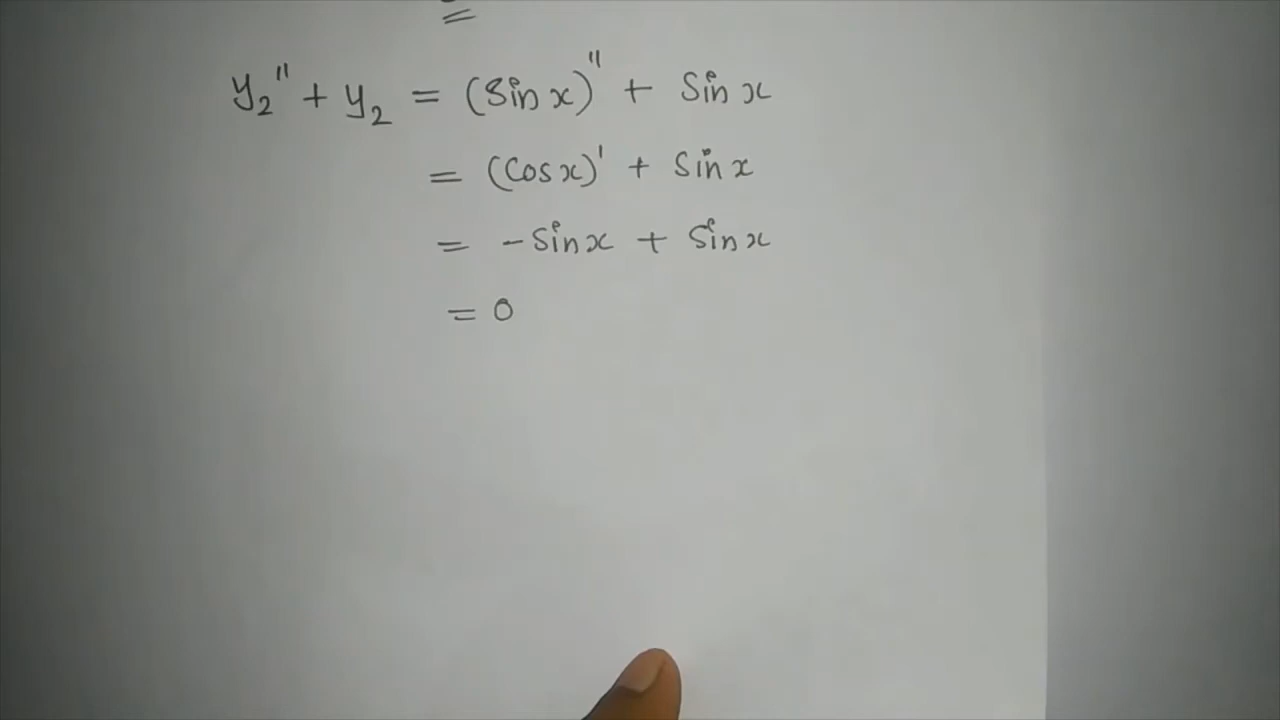 =
y₂'' + y₂ = (Sin x)'' + Sin x
= (Cos x)' + Sin x
= - Sin x + Sin x
= 0